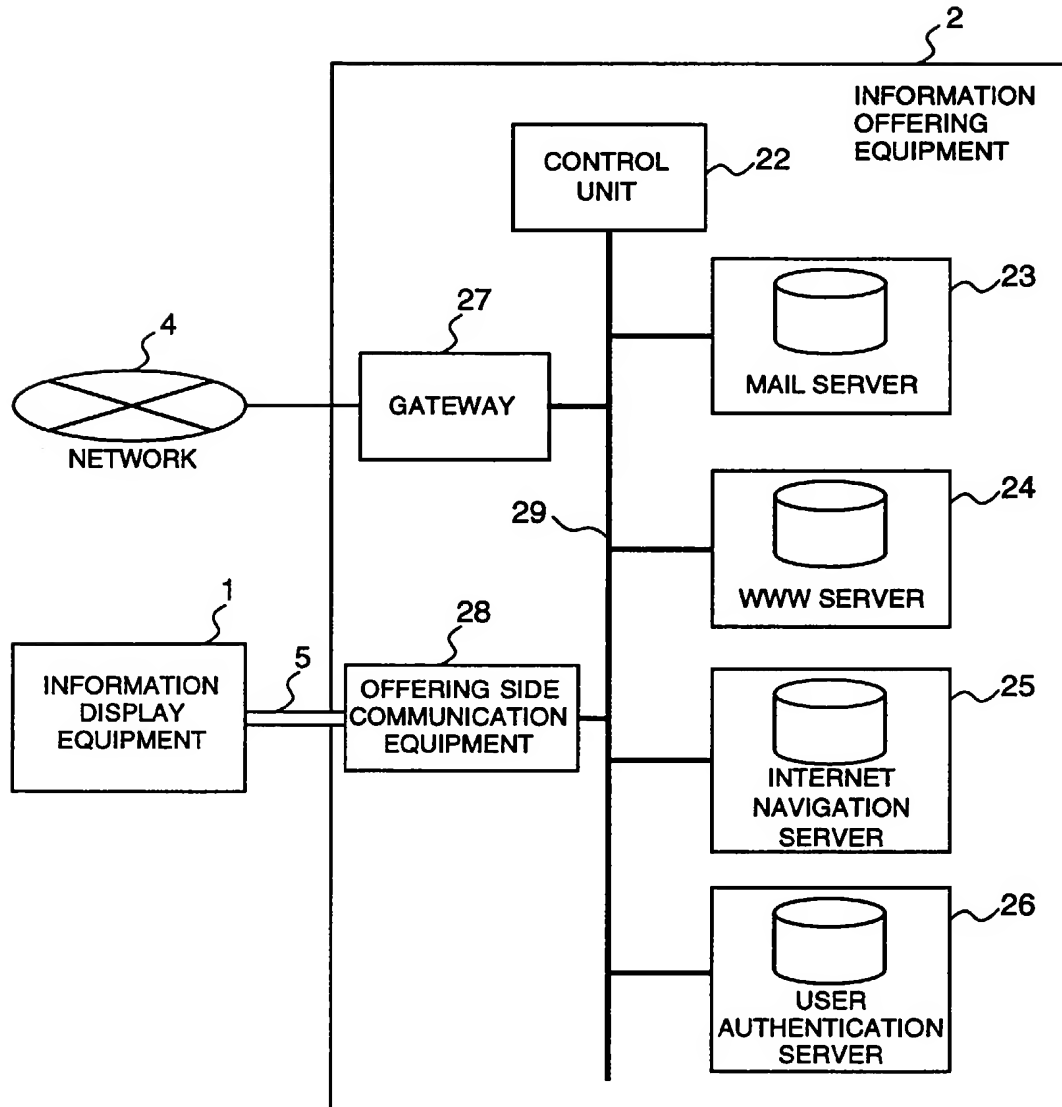 2
INFORMATION
OFFERING
EQUIPMENT
CONTROL
UNIT
22
23
MAIL SERVER
4
NETWORK
27
GATEWAY
24
WWW SERVER
29
1
INFORMATION
DISPLAY
EQUIPMENT
5
28
OFFERING SIDE
COMMUNICATION
EQUIPMENT
25
INTERNET
NAVIGATION
SERVER
26
USER
AUTHENTICATION
SERVER